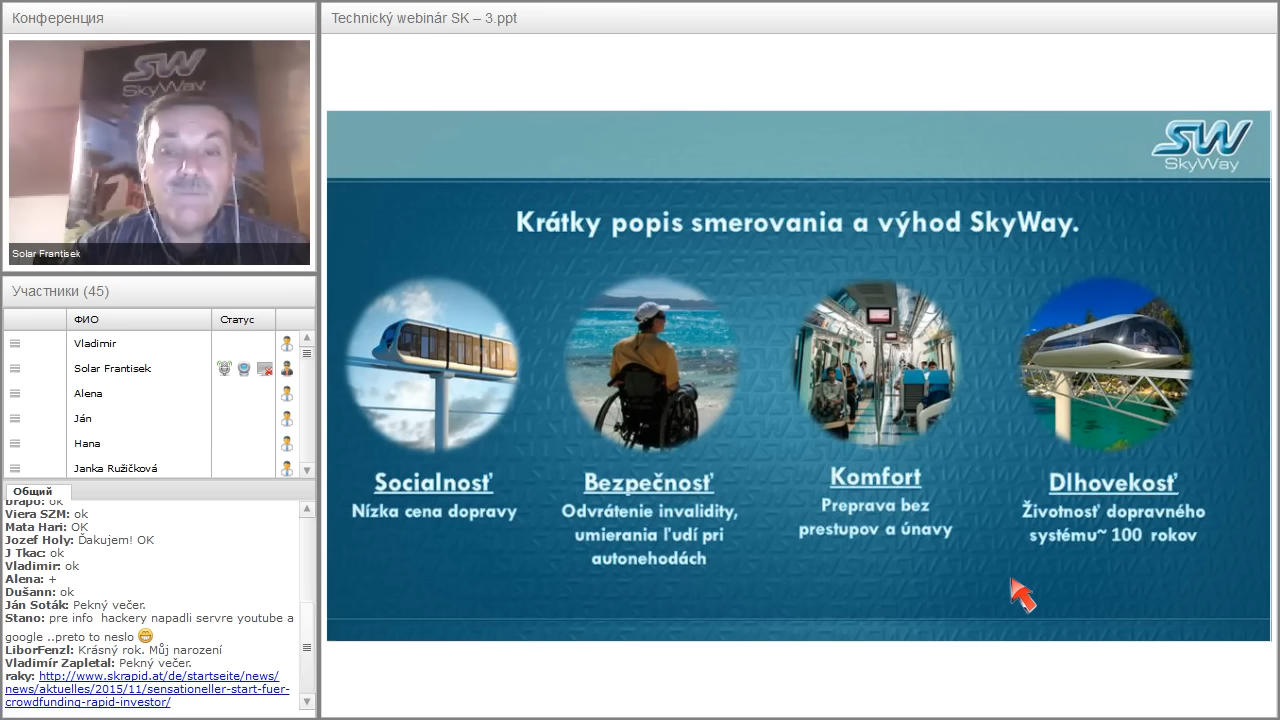 Конференция
SW
SkyWay
Solar Frantisek
Участники (45)
ФИО
Статус
Vladimir
Solar Frantisek
Alena
Ján
Hana
Janka Ružičková
Общий
ok
Viera SZM: ok
Mata Hari: OK
Jozef Holy: Ďakujem! OK
J Tkac: ok
Vladimir: ok
Alena: +
Dušann: ok
Ján Soták: Pekný večer.
Stano: pre info hackery napadli servre youtube a
google ..preto to neslo
LiborFenzl: Krásný rok. Můj narození
Vladimír Zapletal: Pekný večer.
raky: http://www.skrapid.at/de/startseite/news/
news/aktuelles/2015/11/sensationeller-start-fuer-
crowdfunding-rapid-investor/
Technický webinár SK – 3.ppt
SW
SkyWay
Krátky popis smerovania a výhod SkyWay.
Socialnosť
Nízka cena dopravy
Bezpečnosť
Odvrátenie invalidity,
umierania ľudí pri
autonehodách
Komfort
Preprava bez
prestupov a únavy
Dlhovekosť
Životnosť dopravného
systému~ 100 rokov